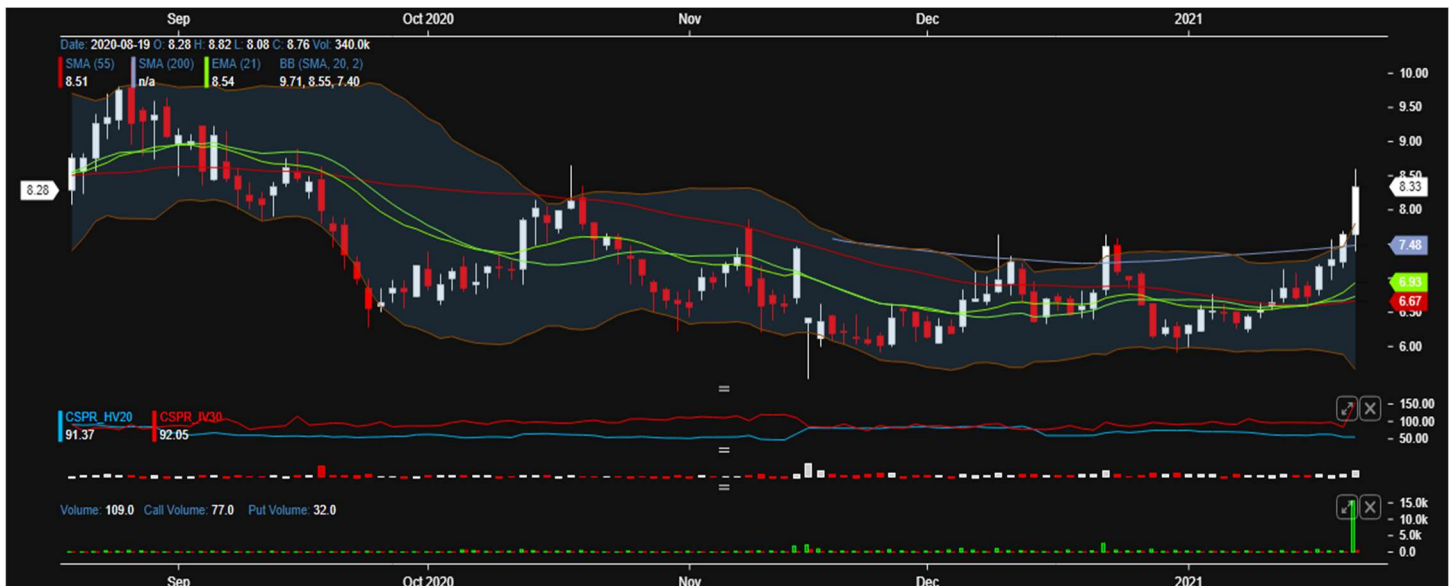 Sep Oct 2020 Nov Dec 2021
Date: 2020-08-19 O: 8.28 H: 8.82 L: 8.08 C: 8.76 Vol: 340.0k
SMA (55) SMA (200) EMA (21) BB (SMA, 20, 2)
8.51 n/a 8.54 9.71, 8.55, 7.40
10.00
9.50
9.00
8.50
8.28 8.33
8.00
7.48
6.93
6.67
6.50
6.00
CSPR_HV20 CSPR_IV30
91.37 92.05
150.00
100.00
50.00
Volume: 109.0 Call Volume: 77.0 Put Volume: 32.0
15.0k
10.0k
5.0k
0.0
Sep Oct 2020 Nov Dec 2021